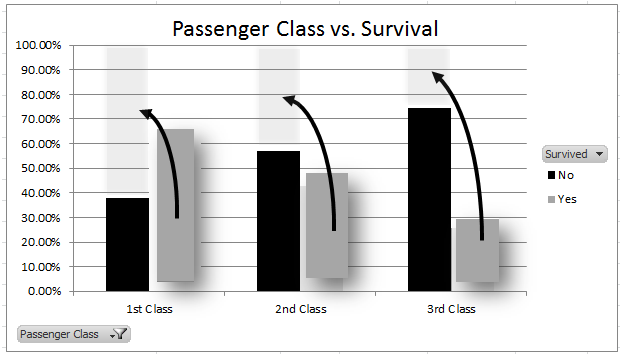 Passenger Class vs. Survival
100.00%
90.00%
80.00%
70.00%
60.00%
50.00%
40.00%
30.00%
20.00%
10.00%
0.00%
1st Class
2nd Class
3rd Class
Survived
No
Yes
Passenger Class